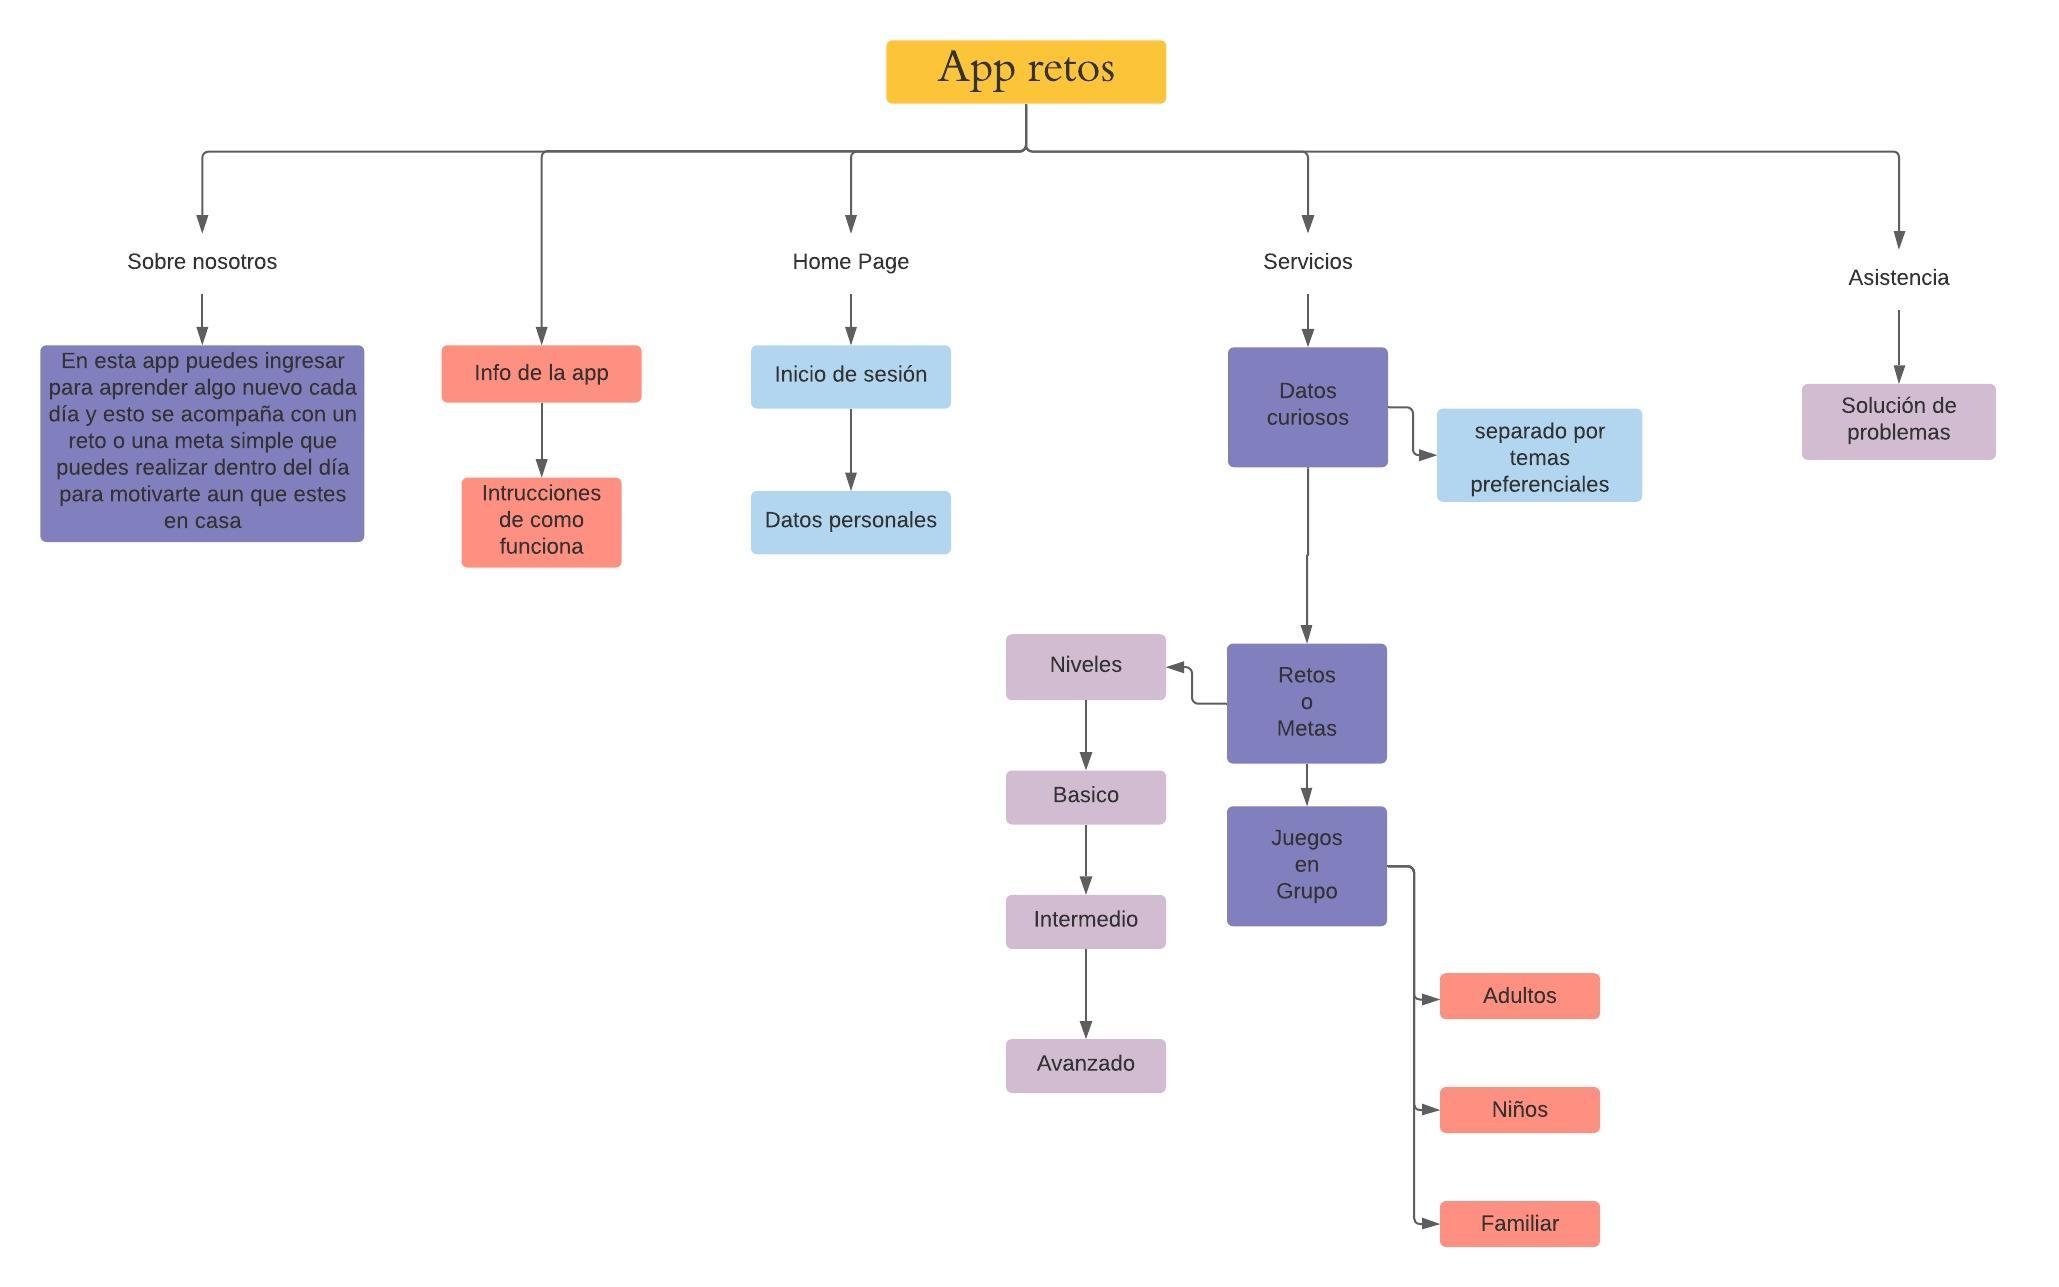 App retos
Sobre nosotros
En esta app puedes ingresar
para aprender algo nuevo cada
día y esto se acompaña con un
reto o una meta simple que
puedes realizar dentro del día
para motivarte aun que estes
en casa
Info de la app
Intrucciones
de como
funciona
Home Page
Inicio de sesión
Datos personales
Servicios
Datos
curiosos
separado por
temas
preferenciales
Retos
o
Metas
Niveles
Basico
Intermedio
Avanzado
Juegos
en
Grupo
Adultos
Niños
Familiar
Asistencia
Solución de
problemas